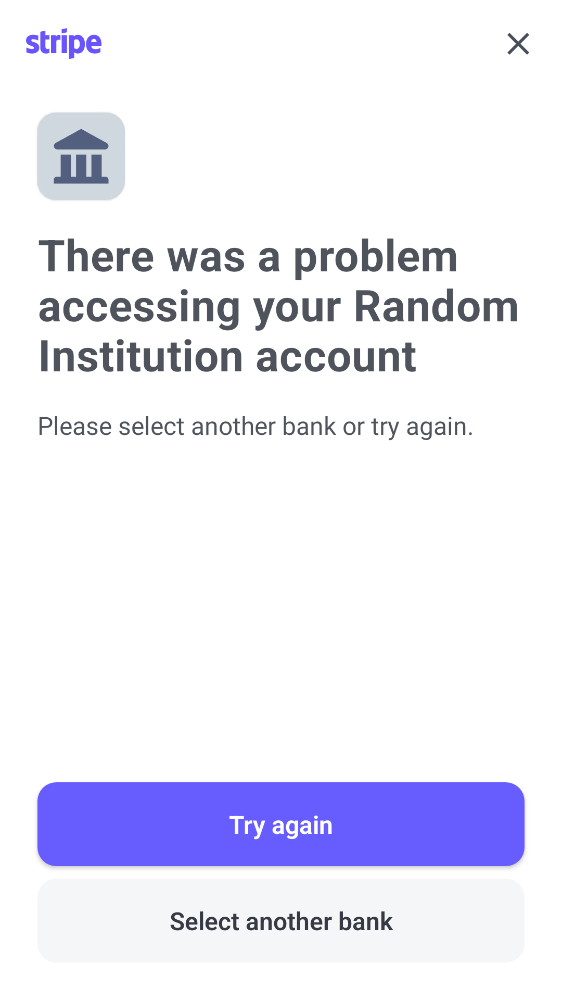 stripe
There was a problem
accessing your Random
Institution account
Please select another bank or try again.
Try again
Select another bank